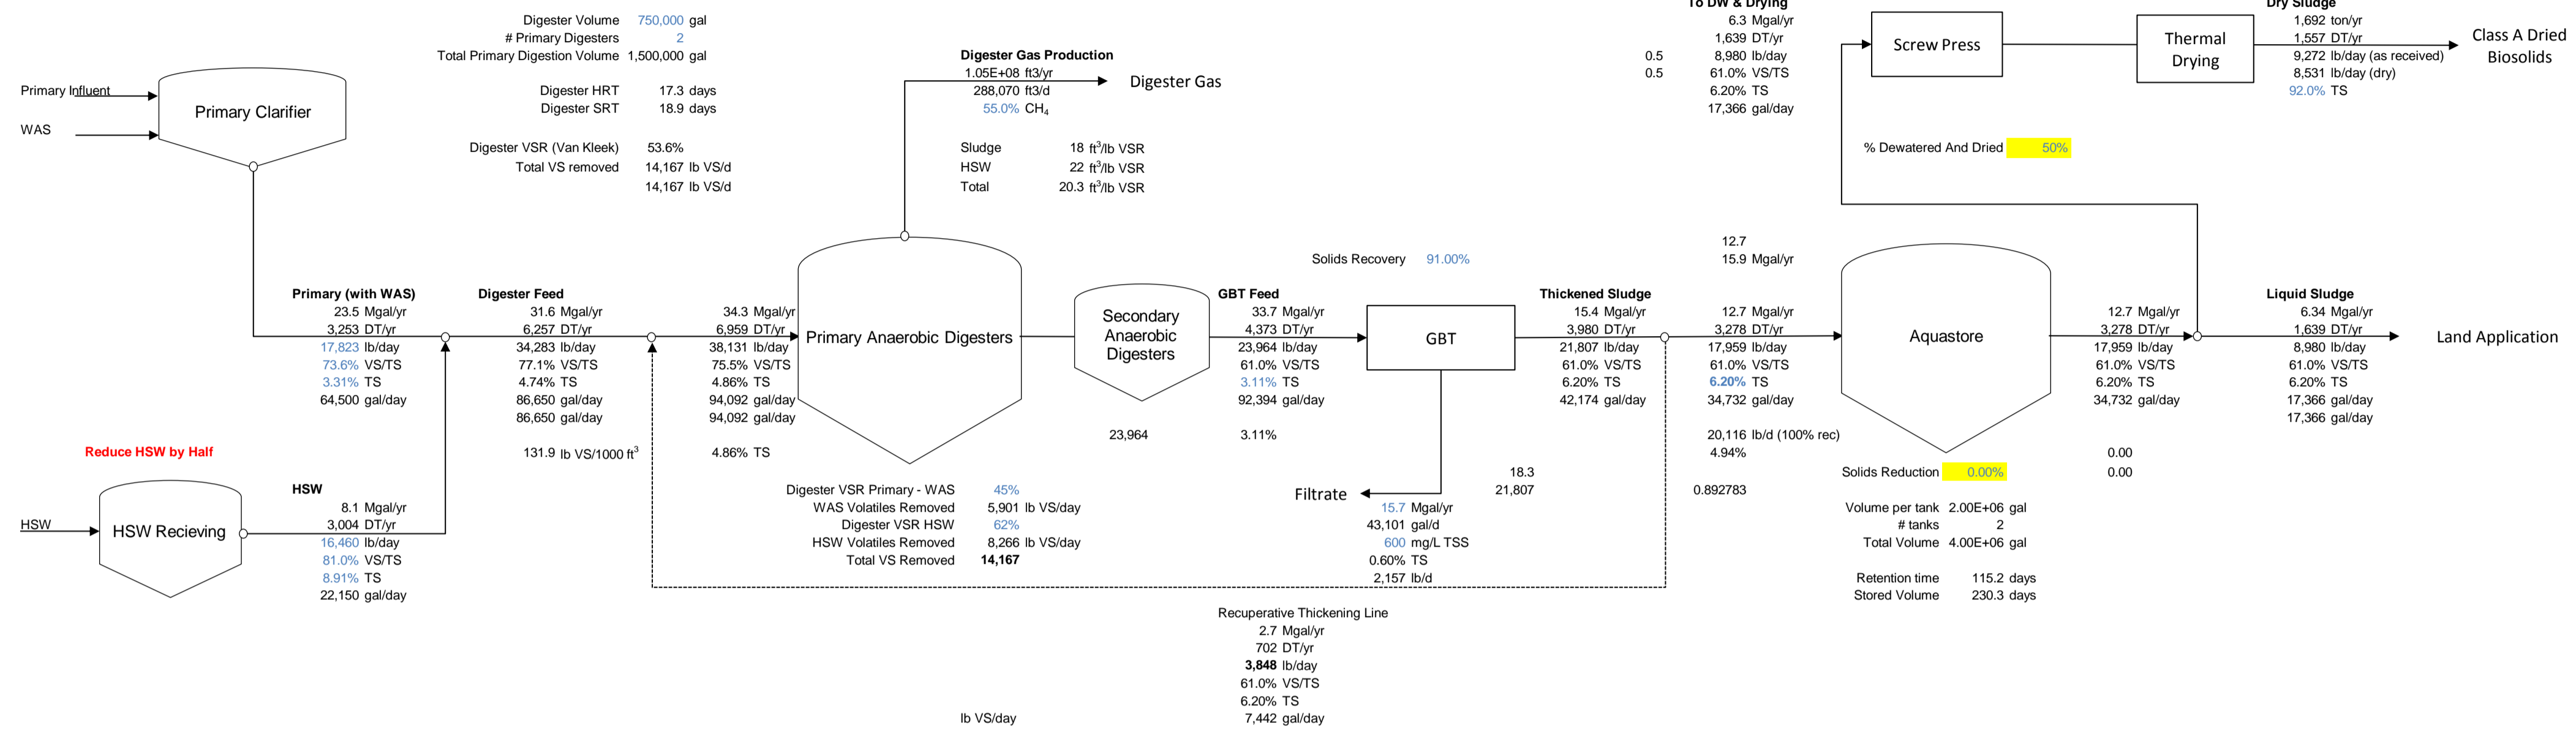 To DW & Drying
6.3 Mgal/yr
1,639 DT/yr
0.5 8,980 lb/day
0.5 61.0% VS/TS
6.20% TS
17,366 gal/day
Screw Press
Thermal
Drying
Dry Sludge
1,692 ton/yr
1,557 DT/yr
9,272 lb/day (as received)
8,531 lb/day (dry)
92.0% TS
Class A Dried
Biosolids
% Dewatered And Dried 50%
Digester Volume 750,000 gal
# Primary Digesters 2
Total Primary Digestion Volume 1,500,000 gal
Digester HRT 17.3 days
Digester SRT 18.9 days
Digester VSR (Van Kleek) 53.6%
Total VS removed 14,167 lb VS/d
14,167 lb VS/d
Digester Gas Production
1.05E+08 ft3/yr
288,070 ft3/d
55.0% CH4
Digester Gas
Sludge 18 ft3/lb VSR
HSW 22 ft3/lb VSR
Total 20.3 ft3/lb VSR
Primary Influent
WAS
Primary Clarifier
Primary (with WAS)
23.5 Mgal/yr
3,253 DT/yr
17,823 lb/day
73.6% VS/TS
3.31% TS
64,500 gal/day
Digester Feed
31.6 Mgal/yr
6,257 DT/yr
34,283 lb/day
77.1% VS/TS
4.74% TS
86,650 gal/day
86,650 gal/day
131.9 lb VS/1000 ft3
34.3 Mgal/yr
6,959 DT/yr
38,131 lb/day
75.5% VS/TS
4.86% TS
94,092 gal/day
94,092 gal/day
4.86% TS
Primary Anaerobic Digesters
Secondary
Anaerobic
Digesters
23,964
GBT Feed
33.7 Mgal/yr
4,373 DT/yr
23,964 lb/day
61.0% VS/TS
3.11% TS
92,394 gal/day
3.11%
Solids Recovery 91.00%
GBT
Thickened Sludge
15.4 Mgal/yr
3,980 DT/yr
21,807 lb/day
61.0% VS/TS
6.20% TS
42,174 gal/day
18.3
21,807
12.7
15.9 Mgal/yr
12.7 Mgal/yr
3,278 DT/yr
17,959 lb/day
61.0% VS/TS
6.20% TS
34,732 gal/day
20,116 lb/d (100% rec)
4.94%
0.892783
Aquastore
12.7 Mgal/yr
3,278 DT/yr
17,959 lb/day
61.0% VS/TS
6.20% TS
34,732 gal/day
0.00
0.00
Liquid Sludge
6.34 Mgal/yr
1,639 DT/yr
8,980 lb/day
61.0% VS/TS
6.20% TS
17,366 gal/day
17,366 gal/day
Land Application
Reduce HSW by Half
HSW
HSW Recieving
HSW
8.1 Mgal/yr
3,004 DT/yr
16,460 lb/day
81.0% VS/TS
8.91% TS
22,150 gal/day
Digester VSR Primary - WAS 45%
WAS Volatiles Removed 5,901 lb VS/day
Digester VSR HSW 62%
HSW Volatiles Removed 8,266 lb VS/day
Total VS Removed 14,167
Filtrate
15.7 Mgal/yr
43,101 gal/d
600 mg/L TSS
0.60% TS
2,157 lb/d
Solids Reduction 0.00%
Volume per tank 2.00E+06 gal
# tanks 2
Total Volume 4.00E+06 gal
Retention time 115.2 days
Stored Volume 230.3 days
Recuperative Thickening Line
2.7 Mgal/yr
702 DT/yr
3,848 lb/day
61.0% VS/TS
6.20% TS
7,442 gal/day
lb VS/day